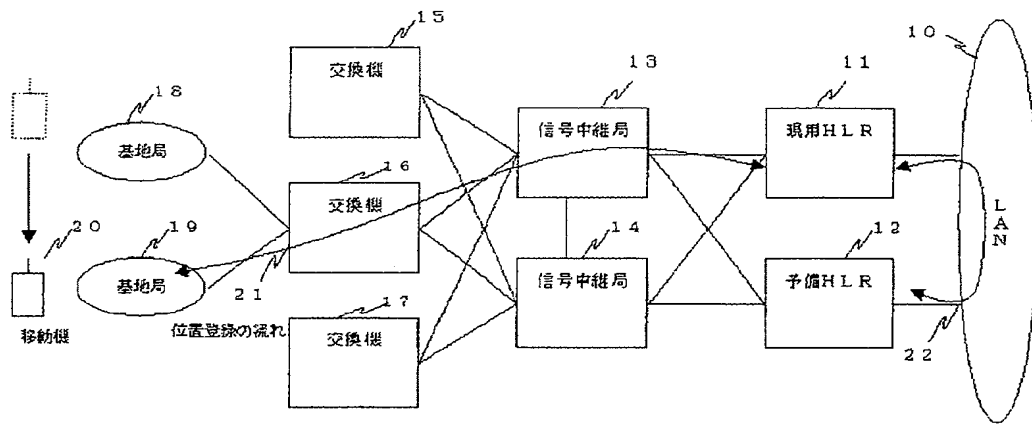 15
交換機
18
基地局
16
交換機
20
19
基地局
21
移動機
位置登録の流れ
17
交換機
13
信号中継局
14
信号中継局
11
現用HLR
12
予備HLR
10
LAN
22